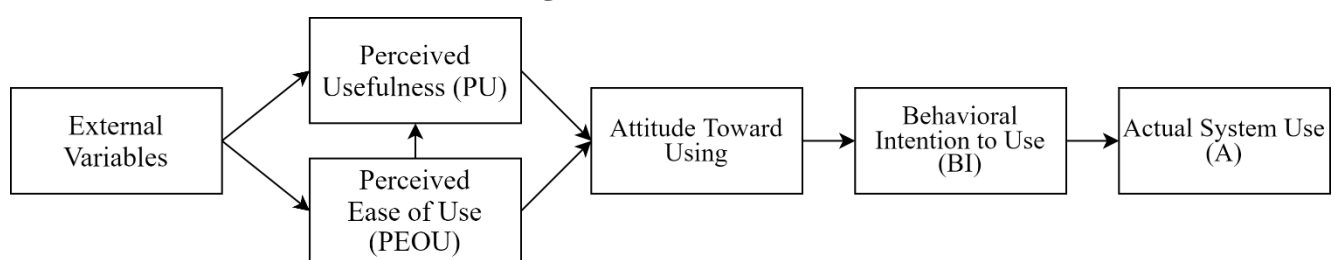 External
Variables
Perceived
Usefulness (PU)
Perceived
Ease of Use
(PEOU)
Attitude Toward
Using
Behavioral
Intention to Use
(BI)
Actual System Use
(A)